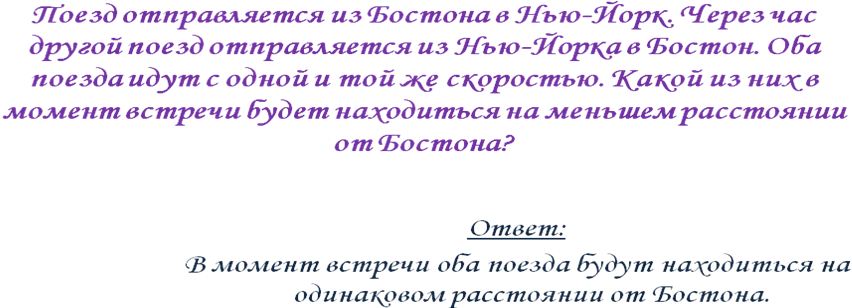 Поезд отправляется из Бостона в Нью-Йорк. Через час
другой поезд отправляется из Нью-Йорка в Бостон. Оба
поезда идут с одной и той же скоростью. Какой из них в
момент встречи будет находиться на меньшем расстоянии
от Бостона?
Ответ:
В момент встречи оба поезда будут находиться на
одинаковом расстоянии от Бостона.